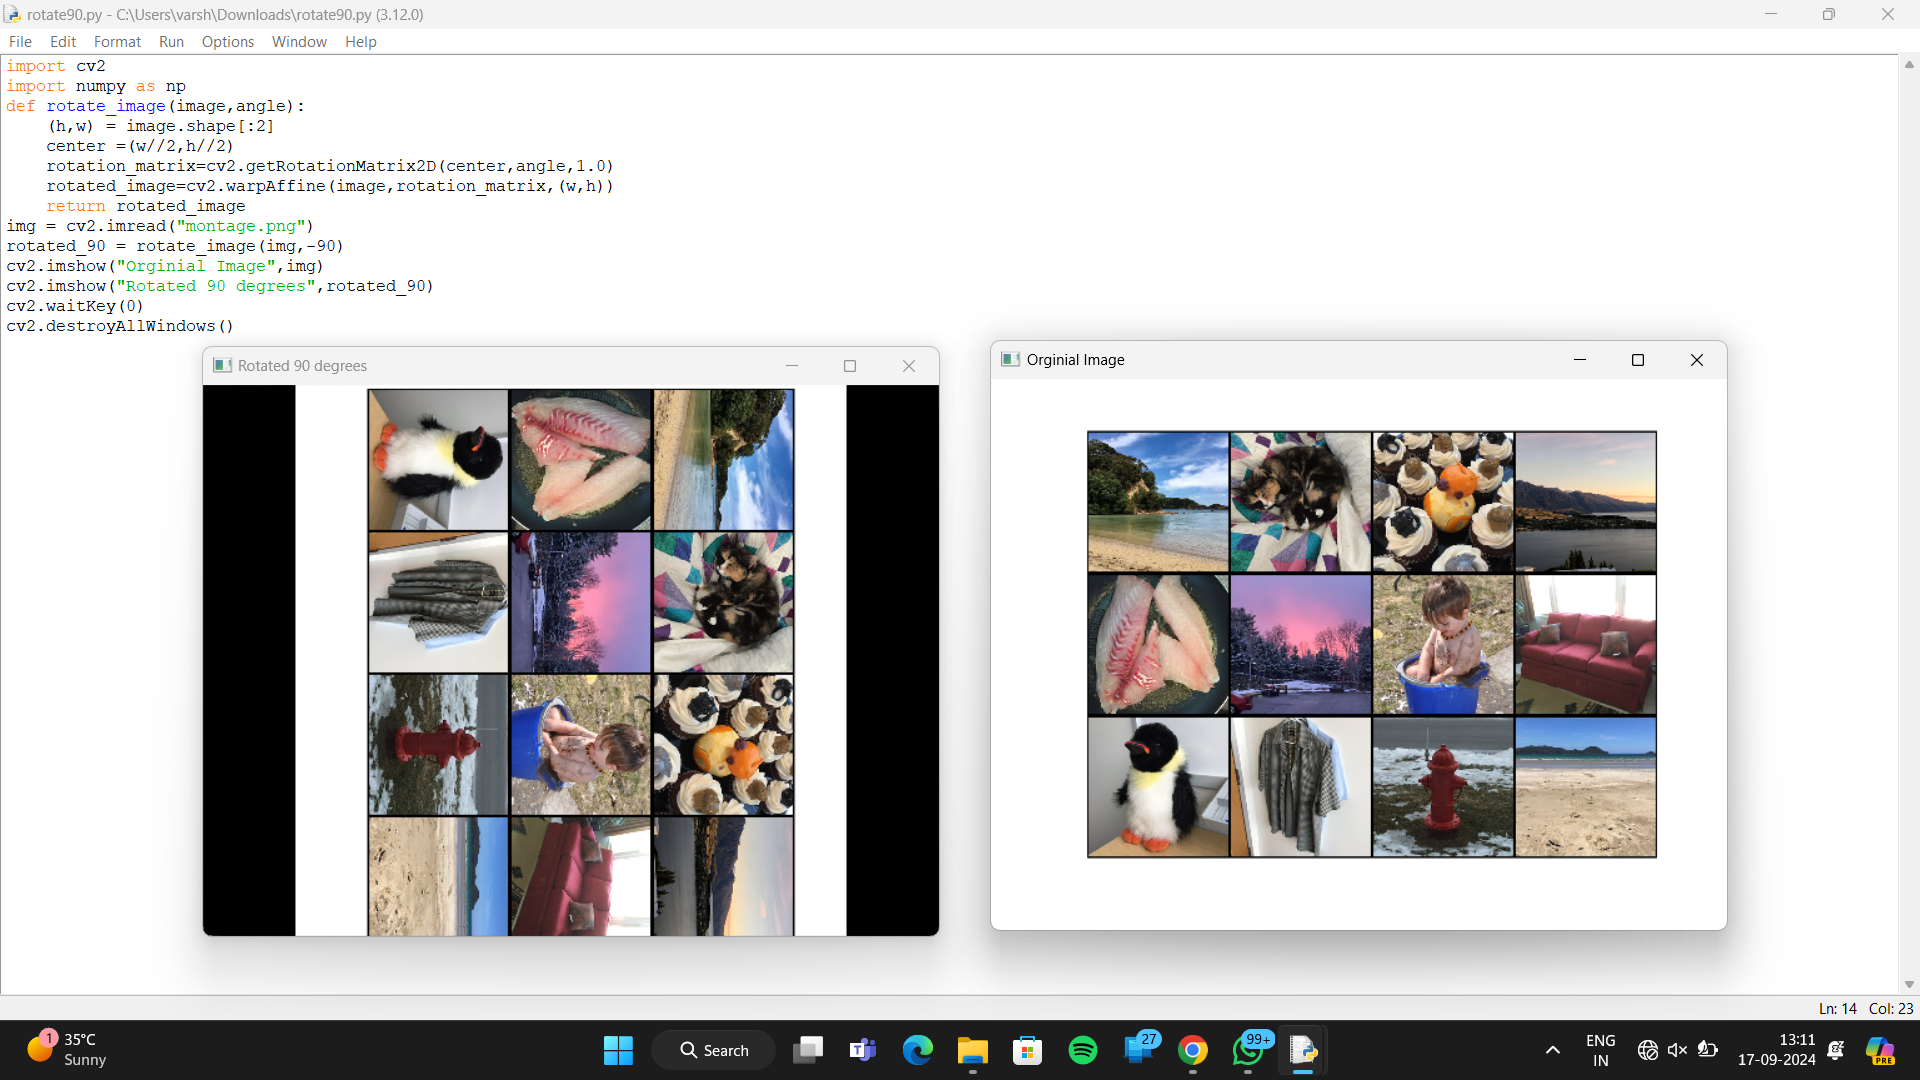 rotate90.py - C:\Users\varsh\Downloads\rotate90.py (3.12.0)
File Edit Format Run Options Window Help
import cv2
import numpy as np
def rotate_image(image,angle):
    (h,w) = image.shape[:2]
    center =(w//2,h//2)
    rotation_matrix=cv2.getRotationMatrix2D(center,angle,1.0)
    rotated_image=cv2.warpAffine(image,rotation_matrix,(w,h))
    return rotated_image
img = cv2.imread("montage.png")
rotated_90 = rotate_image(img,-90)
cv2.imshow("Orginial Image",img)
cv2.imshow("Rotated 90 degrees",rotated_90)
cv2.waitKey(0)
cv2.destroyAllWindows()
Rotated 90 degrees
Orginial Image
Ln: 14 Col: 23
1
35°C
Sunny
Search
27
99+
ENG
IN
13:11
17-09-2024
PRE